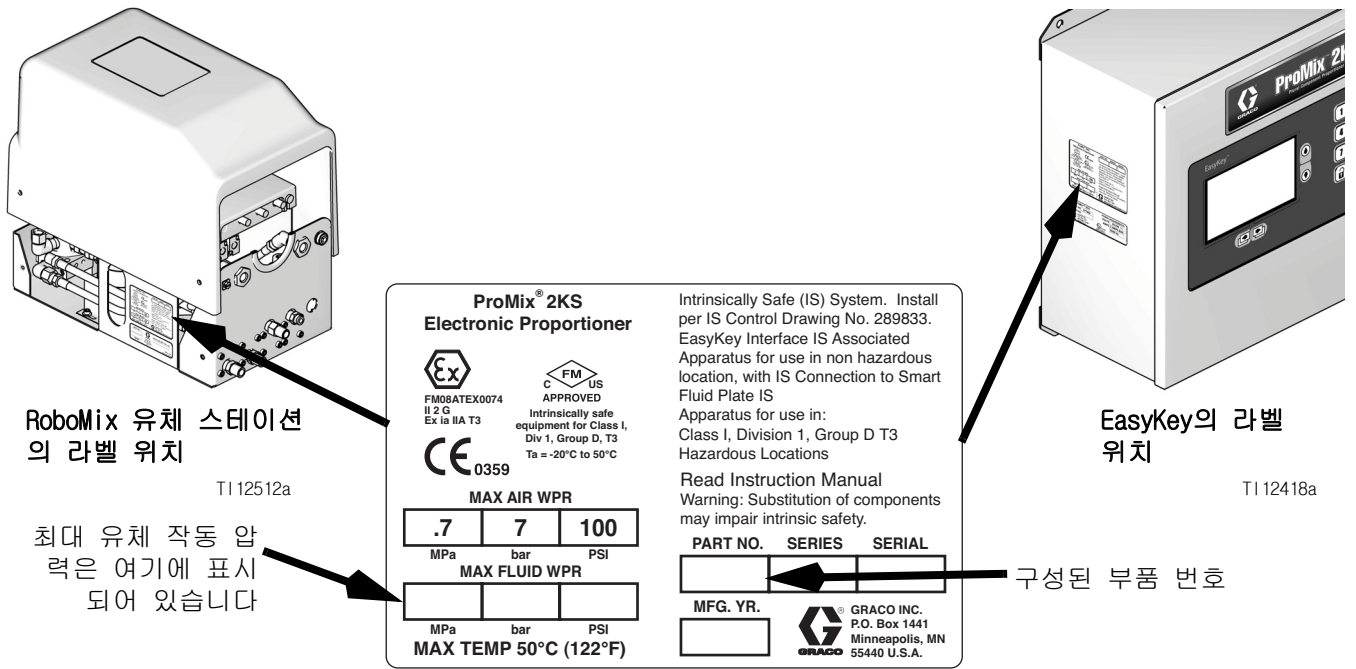 RoboMix 유체 스테이션
의 라벨 위치
TI12512a
최대 유체 작동 압
력은 여기에 표시
되어 있습니다
ProMix® 2KS
Electronic Proportioner
Ex
FM08ATEX0074
II 2 G
Ex ia IIA T3
CE 0359
C FM US
APPROVED
Intrinsically safe
equipment for Class I,
Div 1, Group D, T3
Ta = -20°C to 50°C
MAX AIR WPR
.7 7 100
MPa bar PSI
MAX FLUID WPR
MPa bar PSI
MAX TEMP 50°C (122°F)
Intrinsically Safe (IS) System. Install
per IS Control Drawing No. 289833.
EasyKey Interface IS Associated
Apparatus for use in non hazardous
location, with IS Connection to Smart
Fluid Plate IS
Apparatus for use in:
Class I, Division 1, Group D T3
Hazardous Locations
Read Instruction Manual
Warning: Substitution of components
may impair intrinsic safety.
PART NO. SERIES SERIAL
MFG. YR.
G ®
GRACO
GRACO INC.
P.O. Box 1441
Minneapolis, MN
55440 U.S.A.
구성된 부품 번호
G
GRACO
ProMix 2K
EasyKey
1
4
7
EasyKey의 라벨
위치
TI12418a